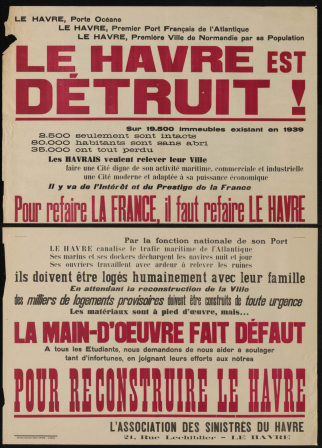 LE HAVRE, Porte Océane
LE HAVRE, Premier Port Français de l'Atlantique
LE HAVRE, Première Ville de Normandie par sa Population
LE HAVRE EST
DÉTRUIT !
Sur 19.500 immeubles existant en 1939
2.500 seulement sont intacts
80.000 habitants sont sans abri
35.000 ont tout perdu
Les HAVRAIS veulent relever leur Ville
faire une Cité digne de son activité maritime, commerciale et industrielle
une Cité moderne et adaptée à sa puissance économique
Il y va de l'Intérêt et du Prestige de la France
Pour refaire LA FRANCE, il faut refaire LE HAVRE
Par la fonction nationale de son Port
LE HAVRE canalise le trafic maritime de l'Atlantique
Ses marins et ses dockers déchargent les navires nuit et jour
Ses ouvriers travaillent avec ardeur à relever les ruines
ils doivent être logés humainement avec leur famille
En attendant la reconstruction de la Ville
des milliers de logements provisoires doivent être construits de toute urgence
Les matériaux sont à pied d'œuvre, mais...
LA MAIN-D'OEUVRE FAIT DÉFAUT
A tous les Etudiants, nous demandons de nous aider à soulager
tant d'infortunes, en joignant leurs efforts aux nôtres
POUR RECONSTRUIRE LE HAVRE
L'ASSOCIATION DES SINISTRES DU HAVRE
21, Rue Lechiblier - LE HAVRE